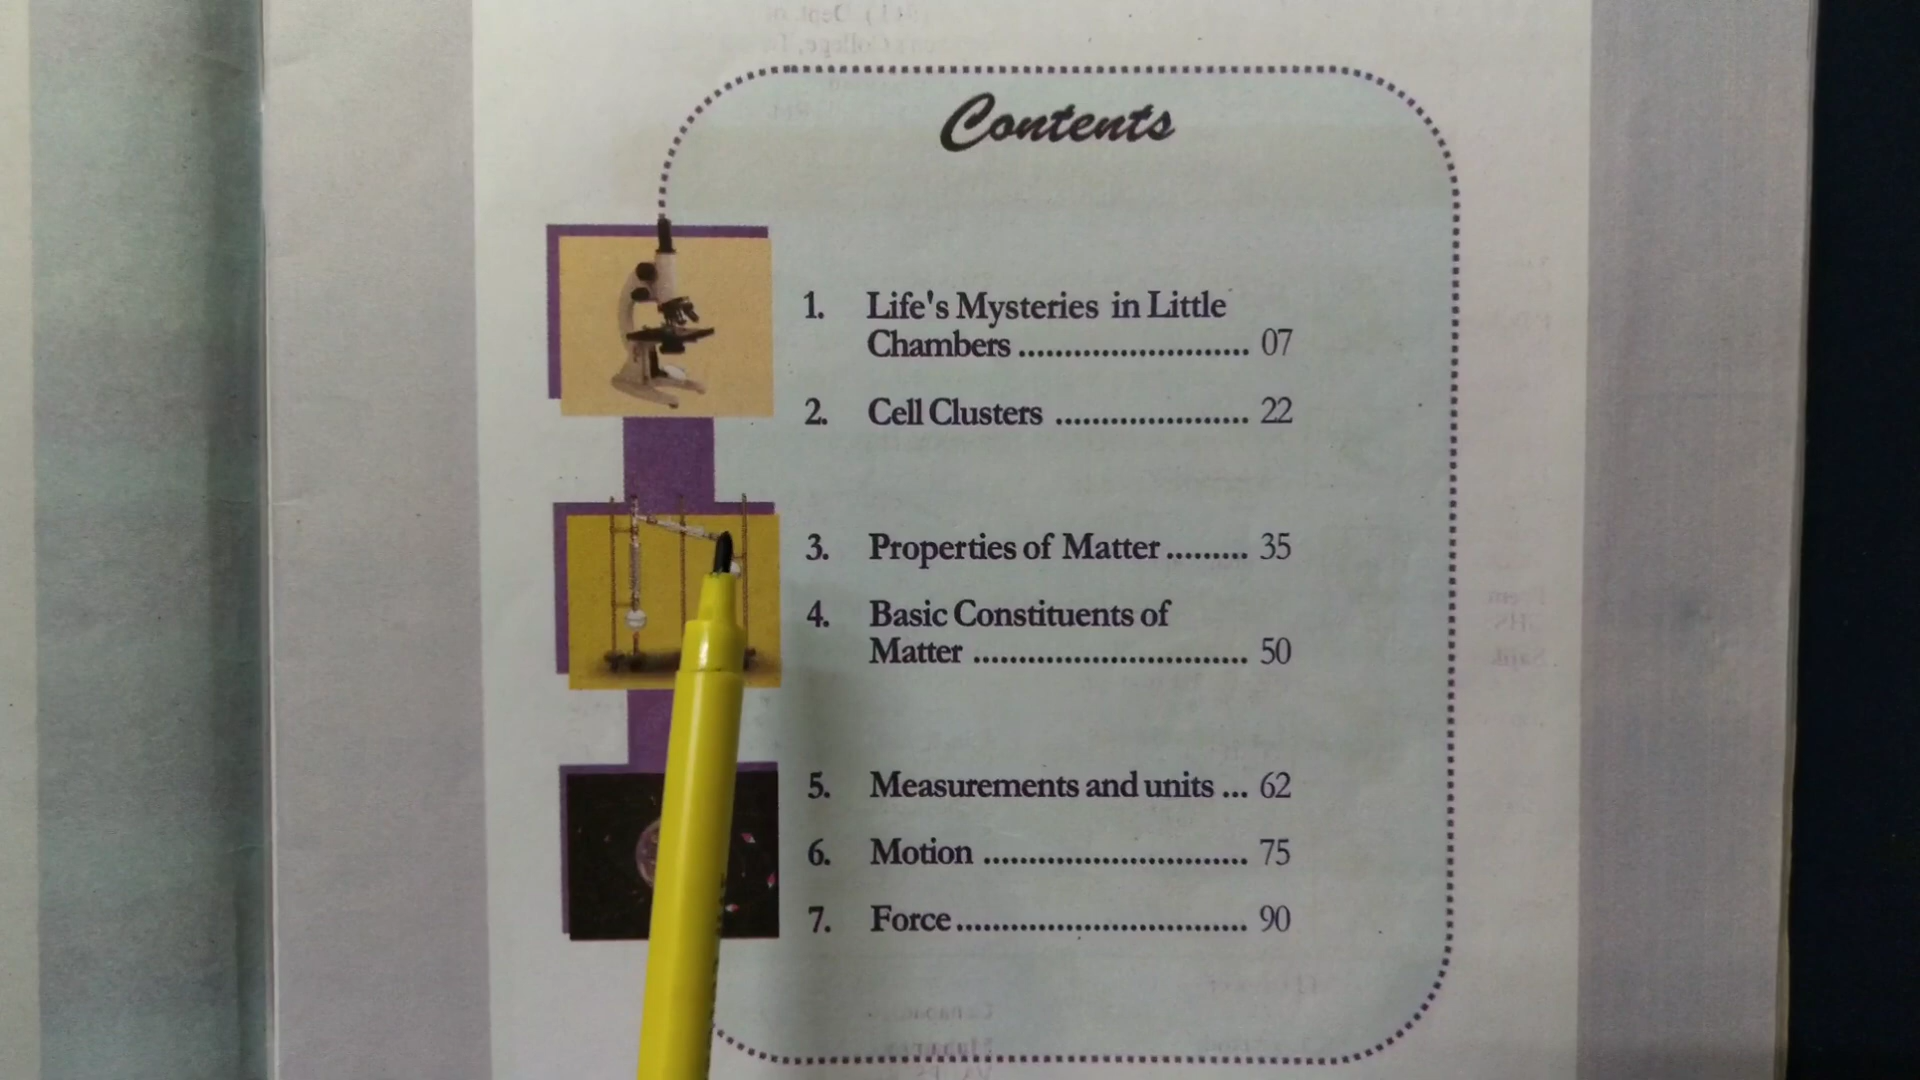 Contents
1. Life's Mysteries in Little
Chambers ......................... 07
2. Cell Clusters ..................... 22
3. Properties of Matter ......... 35
4. Basic Constituents of
Matter .............................. 50
5. Measurements and units ... 62
6. Motion ............................. 75
7. Force ................................ 90